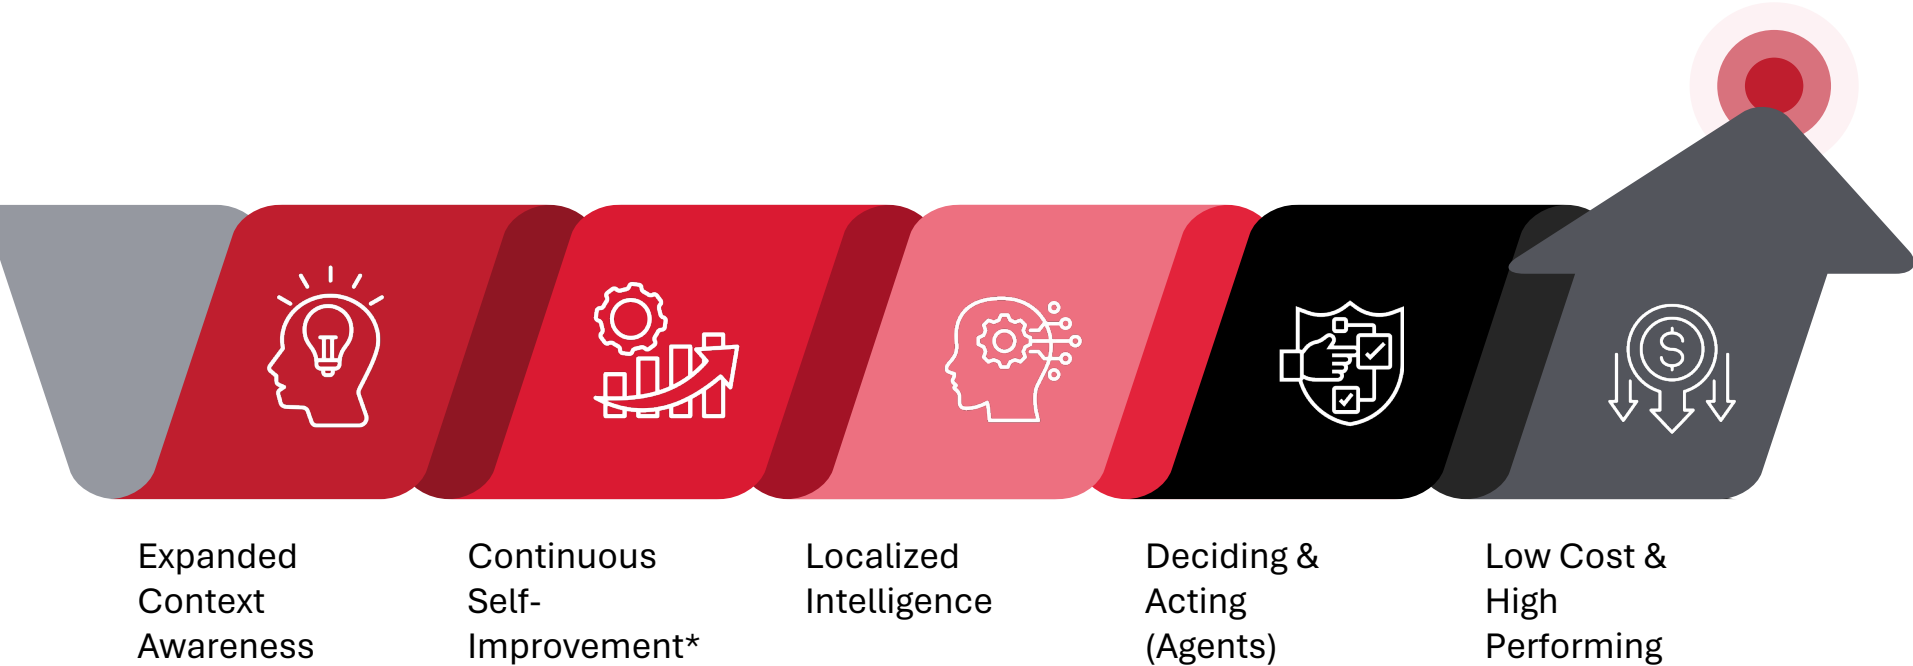 Expanded
Context
Awareness
Continuous
Self-
Improvement*
Localized
Intelligence
Deciding &
Acting
(Agents)
$
Low Cost &
High
Performing